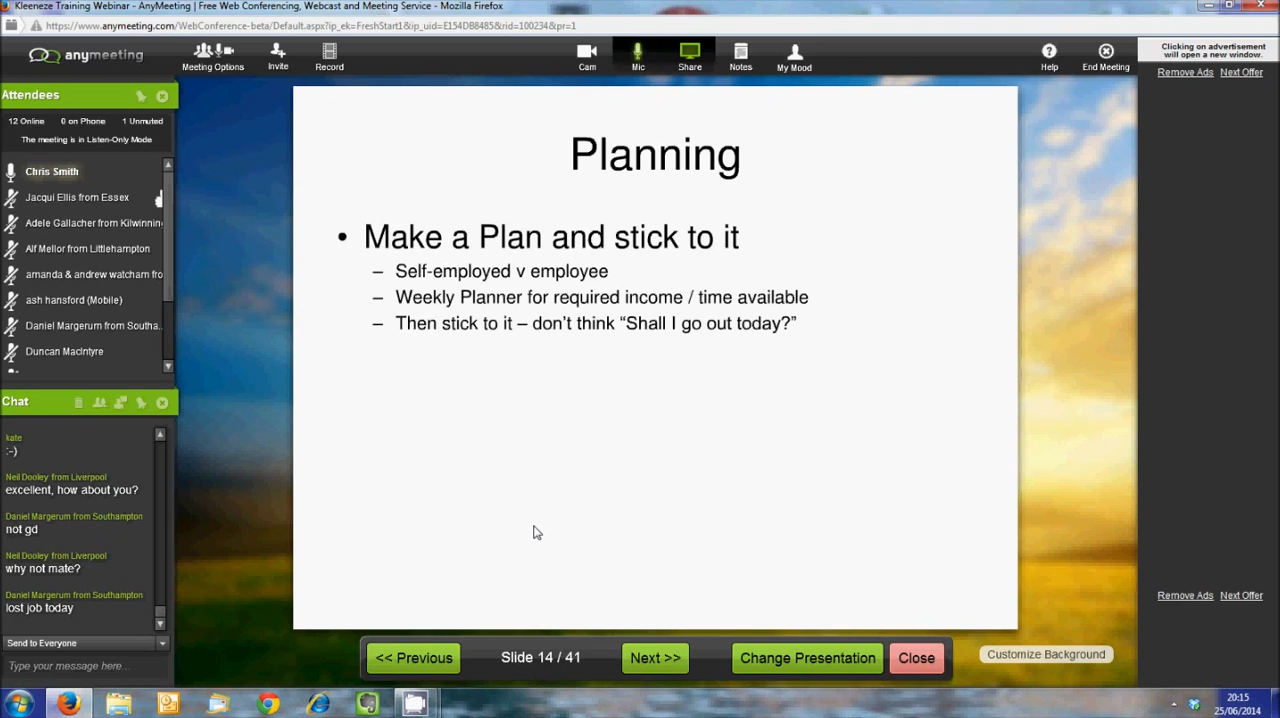 Kleeneze Training Webinar - AnyMeeting | Free Web Conferencing, Webcast and Meeting Service - Mozilla Firefox
https://www.anymeeting.com/WebConference-beta/Default.aspx?ip_ek=FreshStart1&ip_uid=E154DB8485&rid=100234&pr=1
anymeeting
Meeting Options
Invite
Record
Cam
Mic
Share
Notes
My Mood
Help
End Meeting
Clicking on advertisement
will open a new window.
Remove Ads Next Offer
Attendees
12 Online 0 on Phone 1 Unmuted
The meeting is in Listen-Only Mode
Chris Smith
Jacqui Ellis from Essex
Adele Gallacher from Kilwinnin
Alf Mellor from Littlehampton
amanda & andrew watcham fro
ash hansford (Mobile)
Daniel Margerum from Southa...
Duncan MacIntyre
Chat
kate
:-)
Neil Dooley from Liverpool
excellent, how about you?
Daniel Margerum from Southampton
not gd
Neil Dooley from Liverpool
why not mate?
Daniel Margerum from Southampton
lost job today
Send to Everyone
Type your message here...
Planning
• Make a Plan and stick to it
– Self-employed v employee
– Weekly Planner for required income / time available
– Then stick to it – don't think “Shall I go out today?”
Remove Ads Next Offer
<< Previous
Slide 14 / 41
Next >>
Change Presentation
Close
Customize Background
20:15
25/06/2014